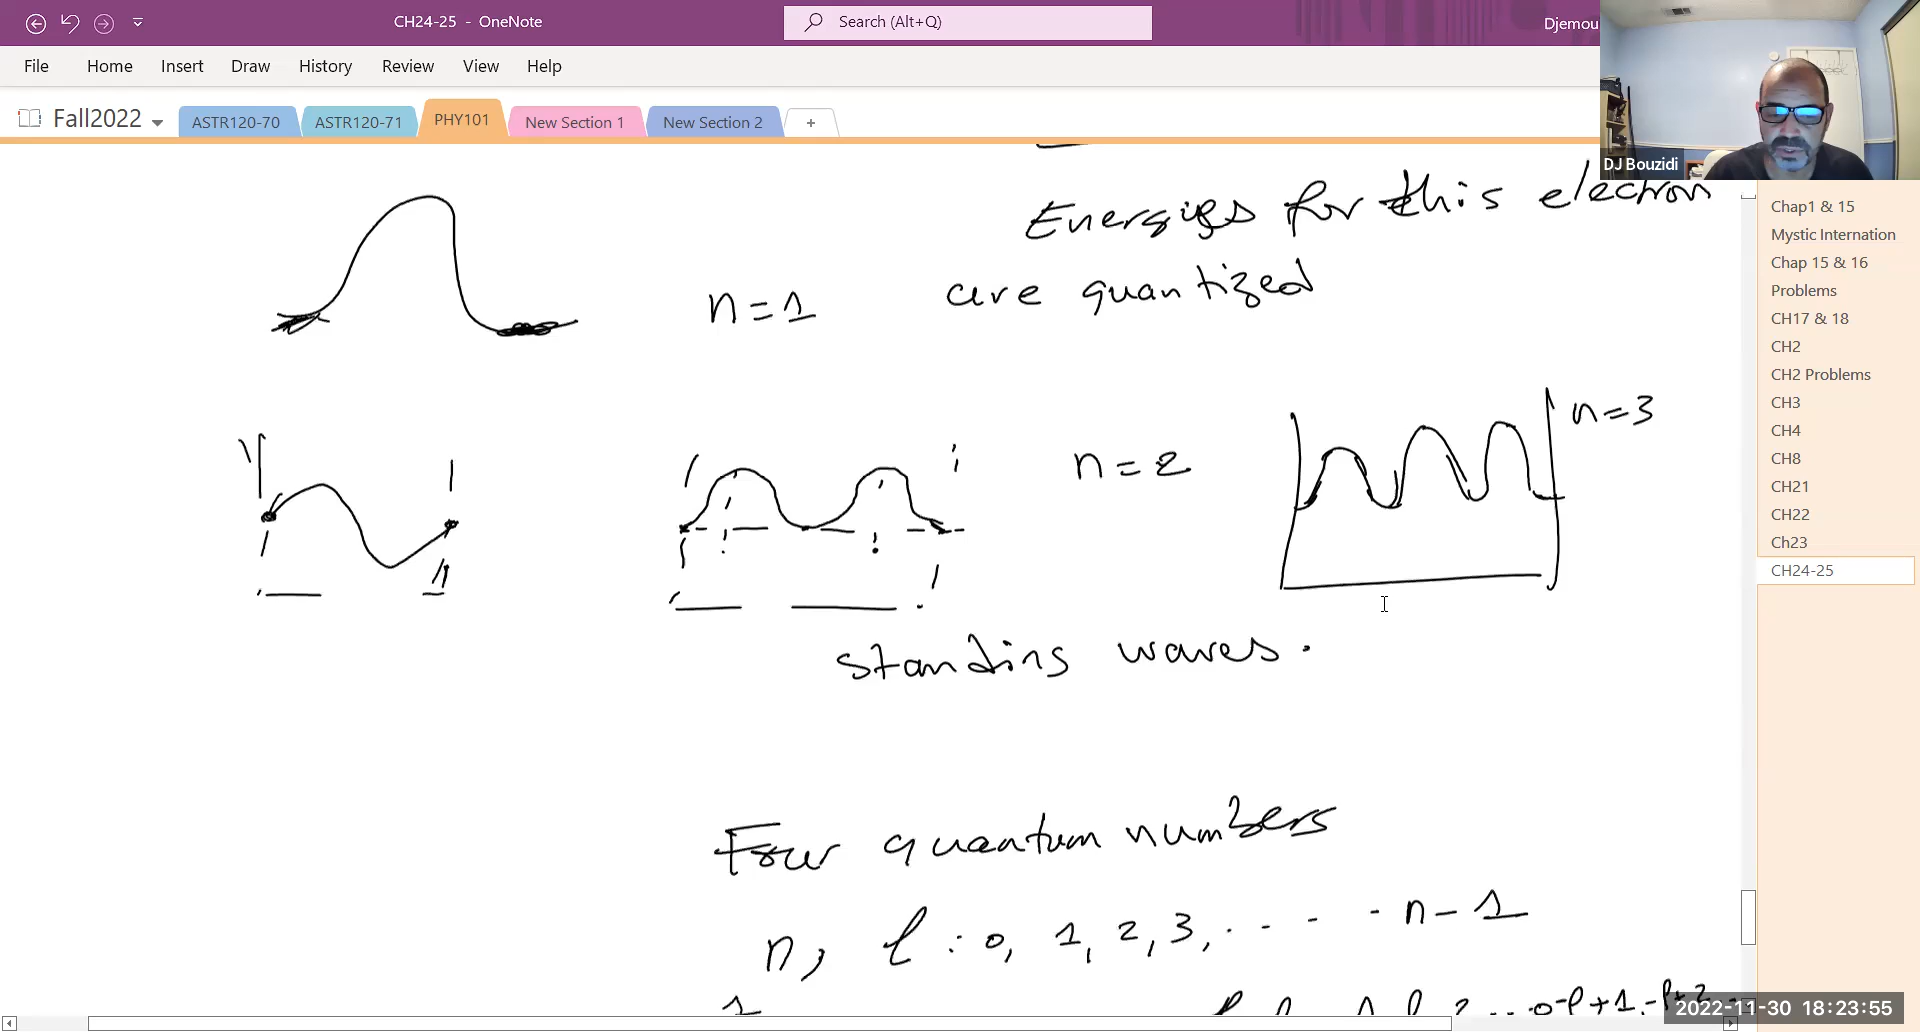 CH24-25 - OneNote
Search (Alt+Q)
Djemou
File Home Insert Draw History Review View Help
Fall2022
ASTR120-70 ASTR120-71 PHY101 New Section 1 New Section 2 +
DJ Bouzidi
Energies for this electron
are quantized
n=1
n=2
n=3
standing waves.
Four quantum numbers
n, l : 0, 1, 2, 3, . . . . n-1
1
Chap1 & 15
Mystic Internation
Chap 15 & 16
Problems
CH17 & 18
CH2
CH2 Problems
CH3
CH4
CH8
CH21
CH22
Ch23
CH24-25
2022-11-30 18:23:55